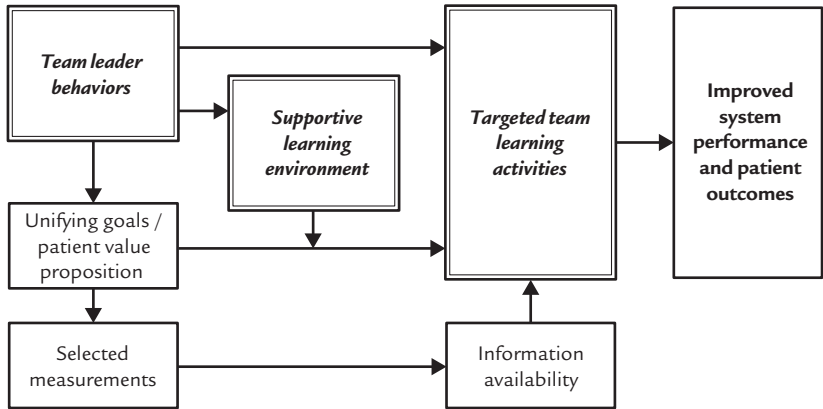 Team leader
behaviors
Supportive
learning
environment
Targeted team
learning
activities
Improved
system
performance
and patient
outcomes
Unifying goals /
patient value
proposition
Selected
measurements
Information
availability